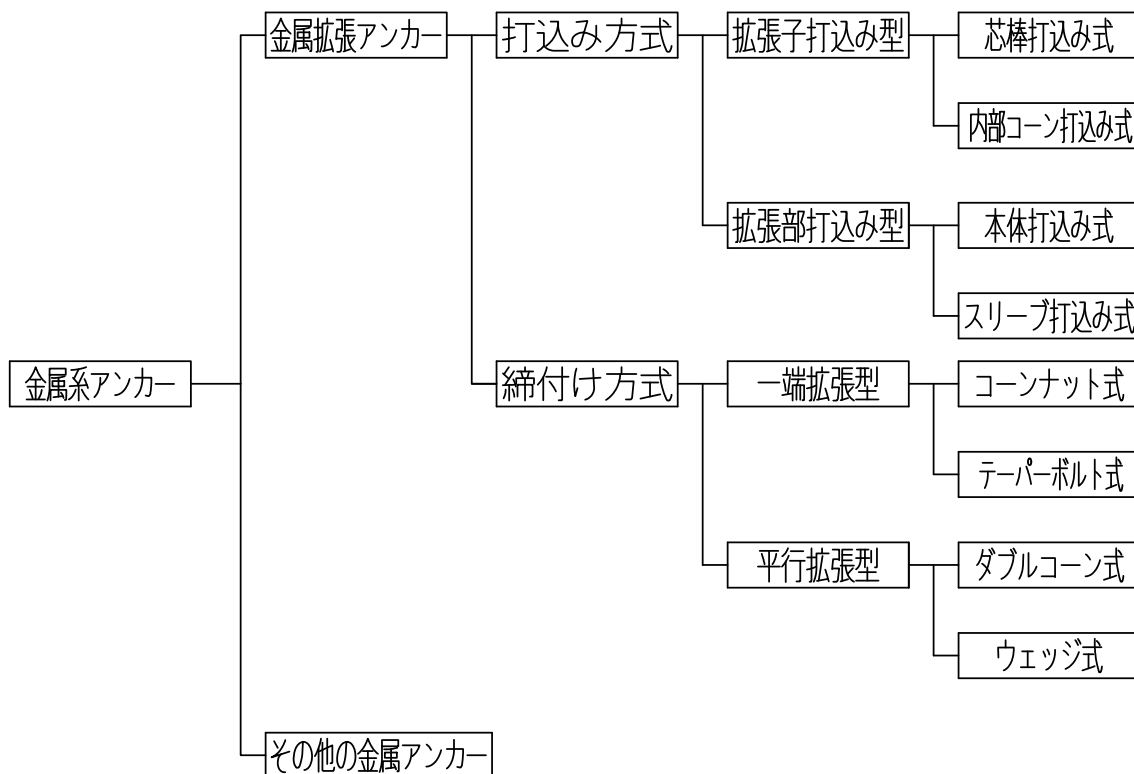 金属拡張アンカー
打込み方式
拡張子打込み型
芯棒打込み式
内部コーン打込み式
拡張部打込み型
本体打込み式
スリーブ打込み式
金属系アンカー
締付け方式
一端拡張型
コーンナット式
テーパーボルト式
平行拡張型
ダブルコーン式
ウェッジ式
その他の金属アンカー